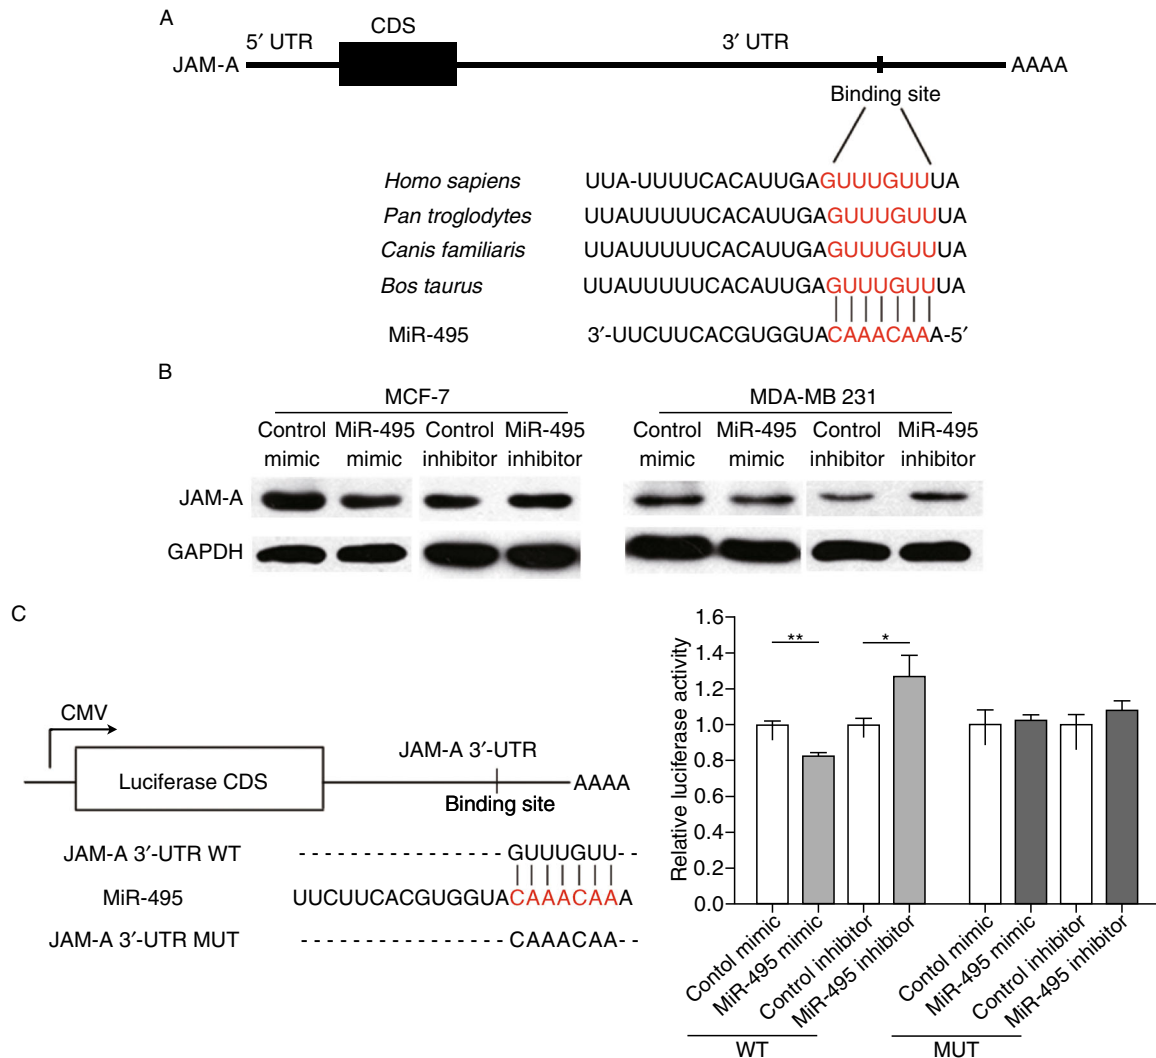 A
JAM-A 5′ UTR CDS 3′ UTR AAAA
Binding site
Homo sapiens UUA-UUUUCACAUUGAGUUUGUUUA
Pan troglodytes UUAUUUUUCACAUUGAGUUUGUUUA
Canis familiaris UUAUUUUUCACAUUGAGUUUGUUUA
Bos taurus UUAUUUUUCACAUUGAGUUUGUUUA
MiR-495 3′-UUCUUCACGUGGUACAAACAAA-5′
B
MCF-7 MDA-MB 231
Control MiR-495 Control MiR-495 Control MiR-495 Control MiR-495
mimic mimic inhibitor inhibitor mimic mimic inhibitor inhibitor
JAM-A
GAPDH
C
CMV
Luciferase CDS
JAM-A 3′-UTR
AAAA
Binding site
JAM-A 3′-UTR WT - - - - - - - - - - - - - - - GUUUGUU- -
MiR-495 UUCUUCACGUGGUACAAACAAA
JAM-A 3′-UTR MUT - - - - - - - - - - - - - - - CAAACAA- -
Relative luciferase activity
1.6
1.4
1.2
1.0
0.8
0.6
0.4
0.2
0.0
** *
Contol mimic
MiR-495 mimic
Control inhibitor
MiR-495 inhibitor
Control mimic
MiR-495 mimic
Control inhibitor
MiR-495 inhibitor
WT MUT